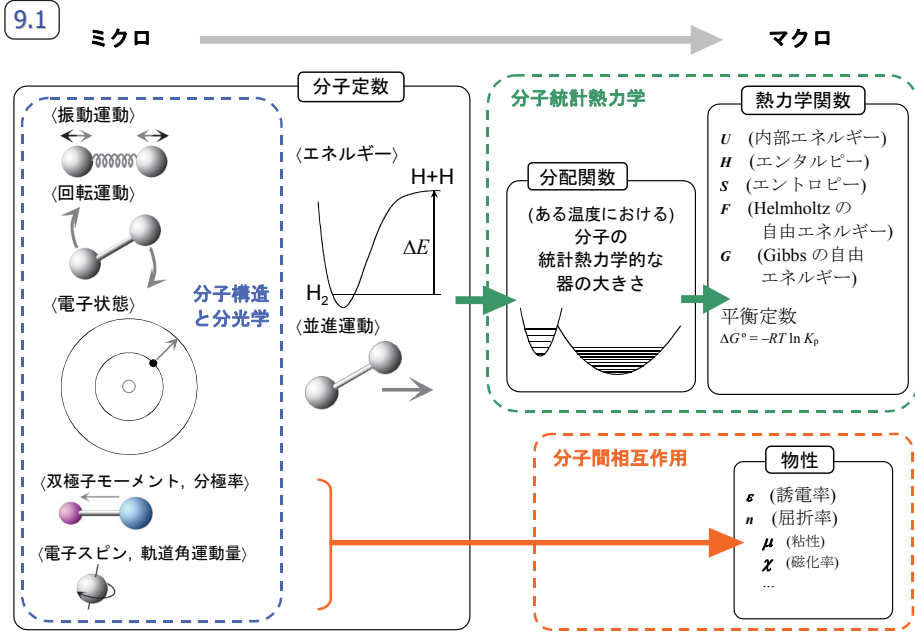 9.1
ミクロ
マクロ
分子定数
〈振動運動〉
〈回転運動〉
〈電子状態〉
分子構造
と分光学
〈双極子モーメント, 分極率〉
〈電子スピン, 軌道角運動量〉
〈エネルギー〉
H+H
ΔE
H₂
〈並進運動〉
分子統計熱力学
分配関数
(ある温度における)
分子の
統計熱力学的な
器の大きさ
熱力学関数
U (内部エネルギー)
H (エンタルピー)
S (エントロピー)
F (Helmholtz の
自由エネルギー)
G (Gibbs の自由
エネルギー)
平衡定数
ΔG° = –RT ln Kₚ
分子間相互作用
物性
ε (誘電率)
n (屈折率)
μ (粘性)
χ (磁化率)
...